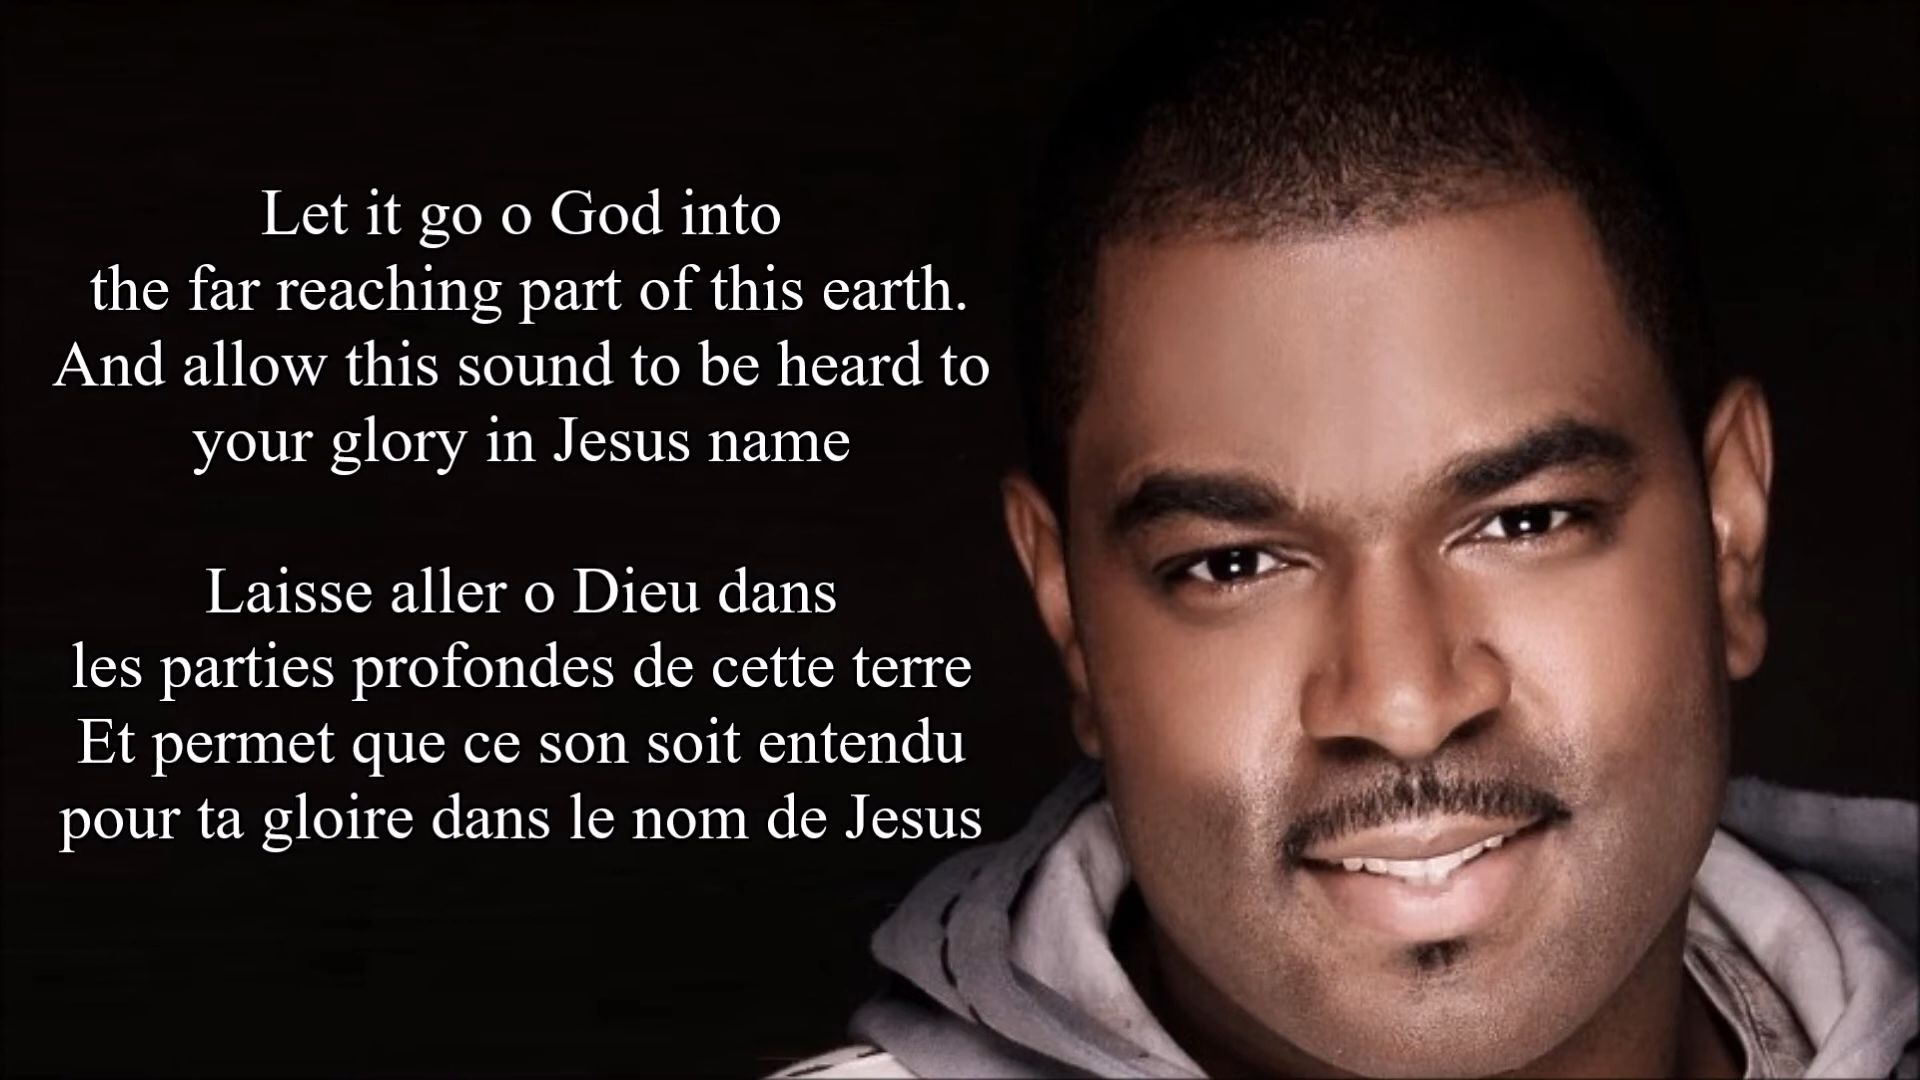 Let it go o God into
the far reaching part of this earth.
And allow this sound to be heard to
your glory in Jesus name
Laisse aller o Dieu dans
les parties profondes de cette terre
Et permet que ce son soit entendu
pour ta gloire dans le nom de Jesus